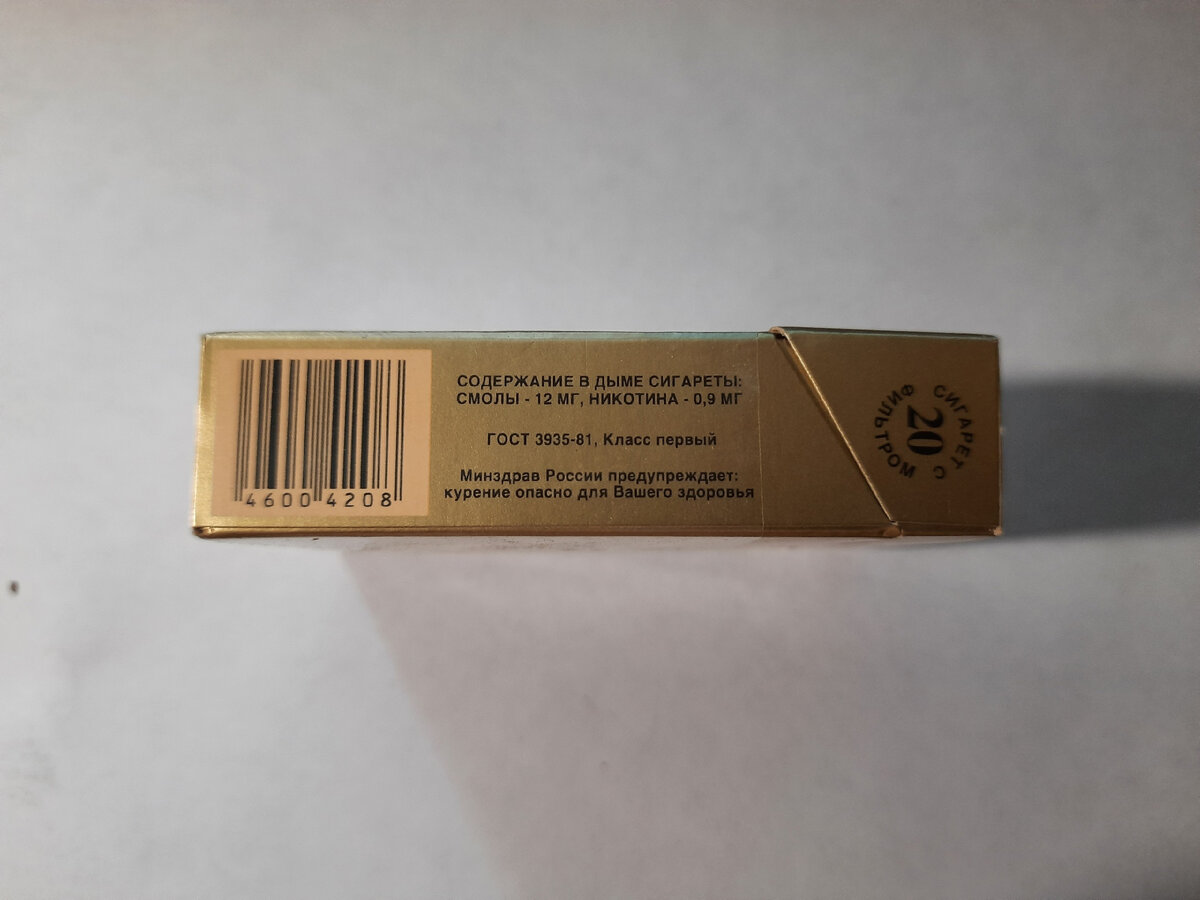 4600 4208
СОДЕРЖАНИЕ В ДЫМЕ СИГАРЕТЫ:
СМОЛЫ - 12 МГ, НИКОТИНА - 0,9 МГ
ГОСТ 3935-81, Класс первый
Минздрав России предупреждает:
курение опасно для Вашего здоровья
20
СИГАРЕТ С ФИЛЬТРОМ